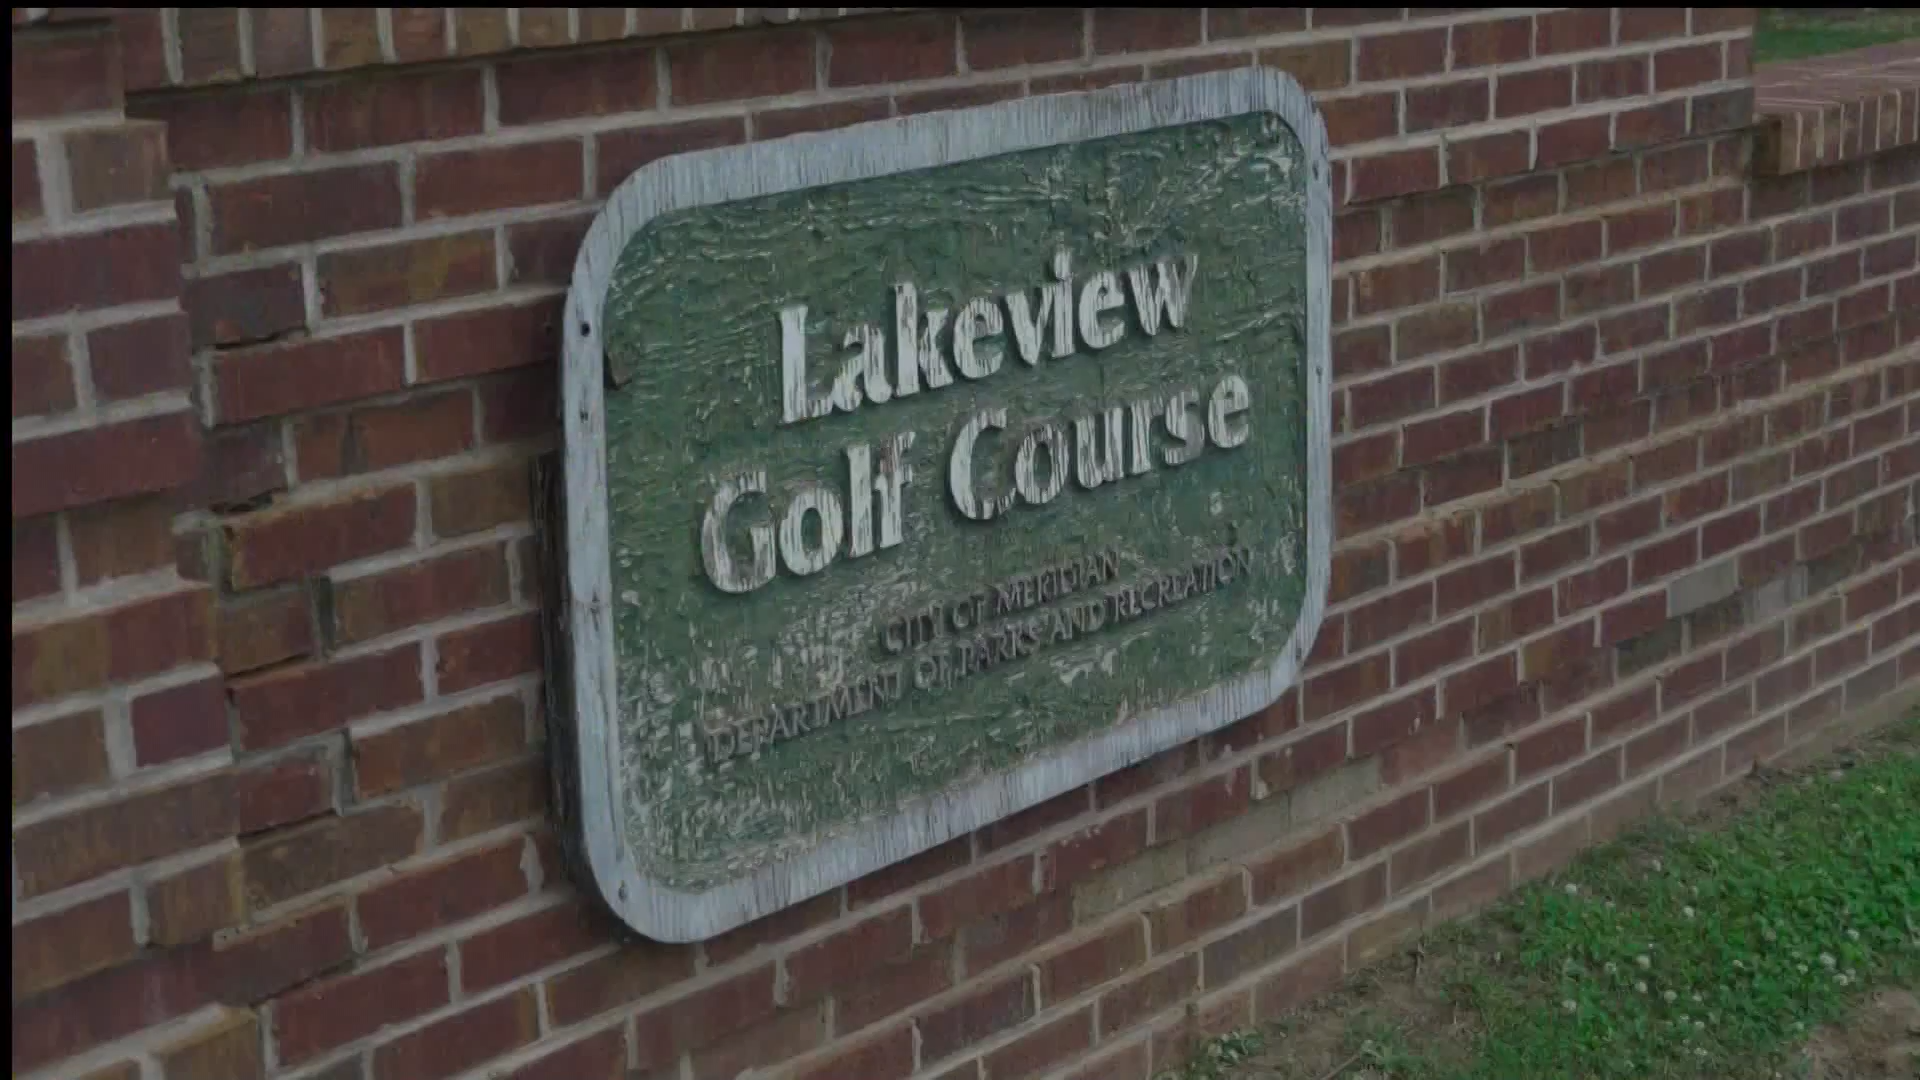 Lakeview
Golf Course
CITY OF MERIDIAN
DEPARTMENT OF PARKS AND RECREATION